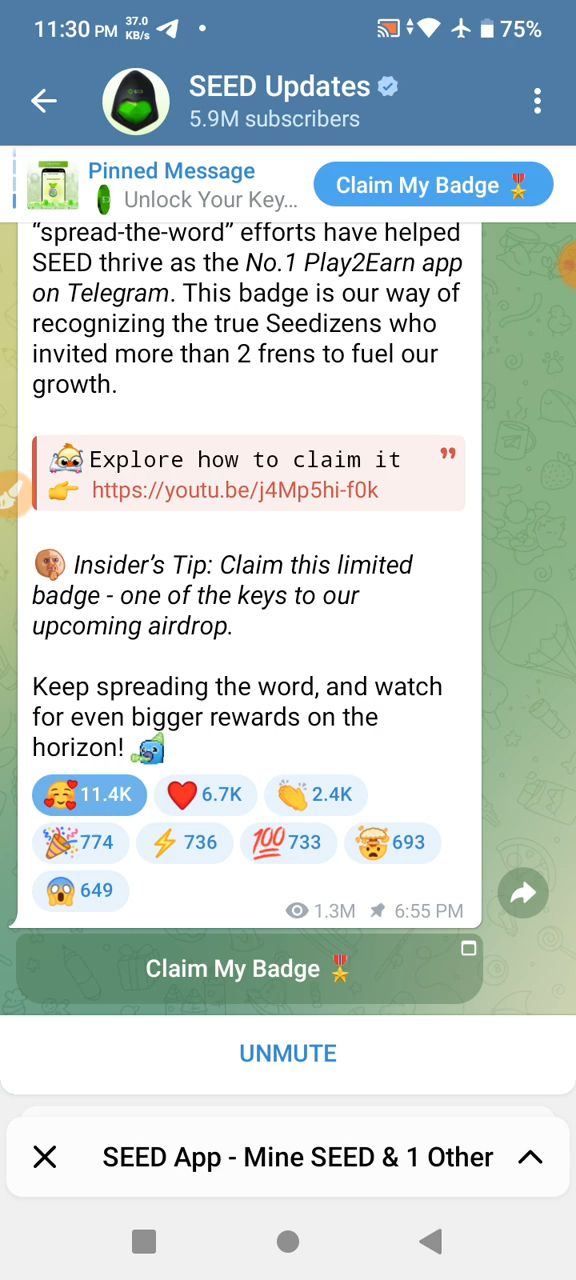 11:30 PM 37.0 KB/s 75%
SEED Updates
5.9M subscribers
Pinned Message
Unlock Your Key...
Claim My Badge
“spread-the-word” efforts have helped
SEED thrive as the No.1 Play2Earn app
on Telegram. This badge is our way of
recognizing the true Seedizens who
invited more than 2 frens to fuel our
growth.
Explore how to claim it
https://youtu.be/j4Mp5hi-f0k
Insider’s Tip: Claim this limited
badge - one of the keys to our
upcoming airdrop.
Keep spreading the word, and watch
for even bigger rewards on the
horizon!
11.4K 6.7K 2.4K
774 736 733 693
649
1.3M 6:55 PM
Claim My Badge
UNMUTE
SEED App - Mine SEED & 1 Other